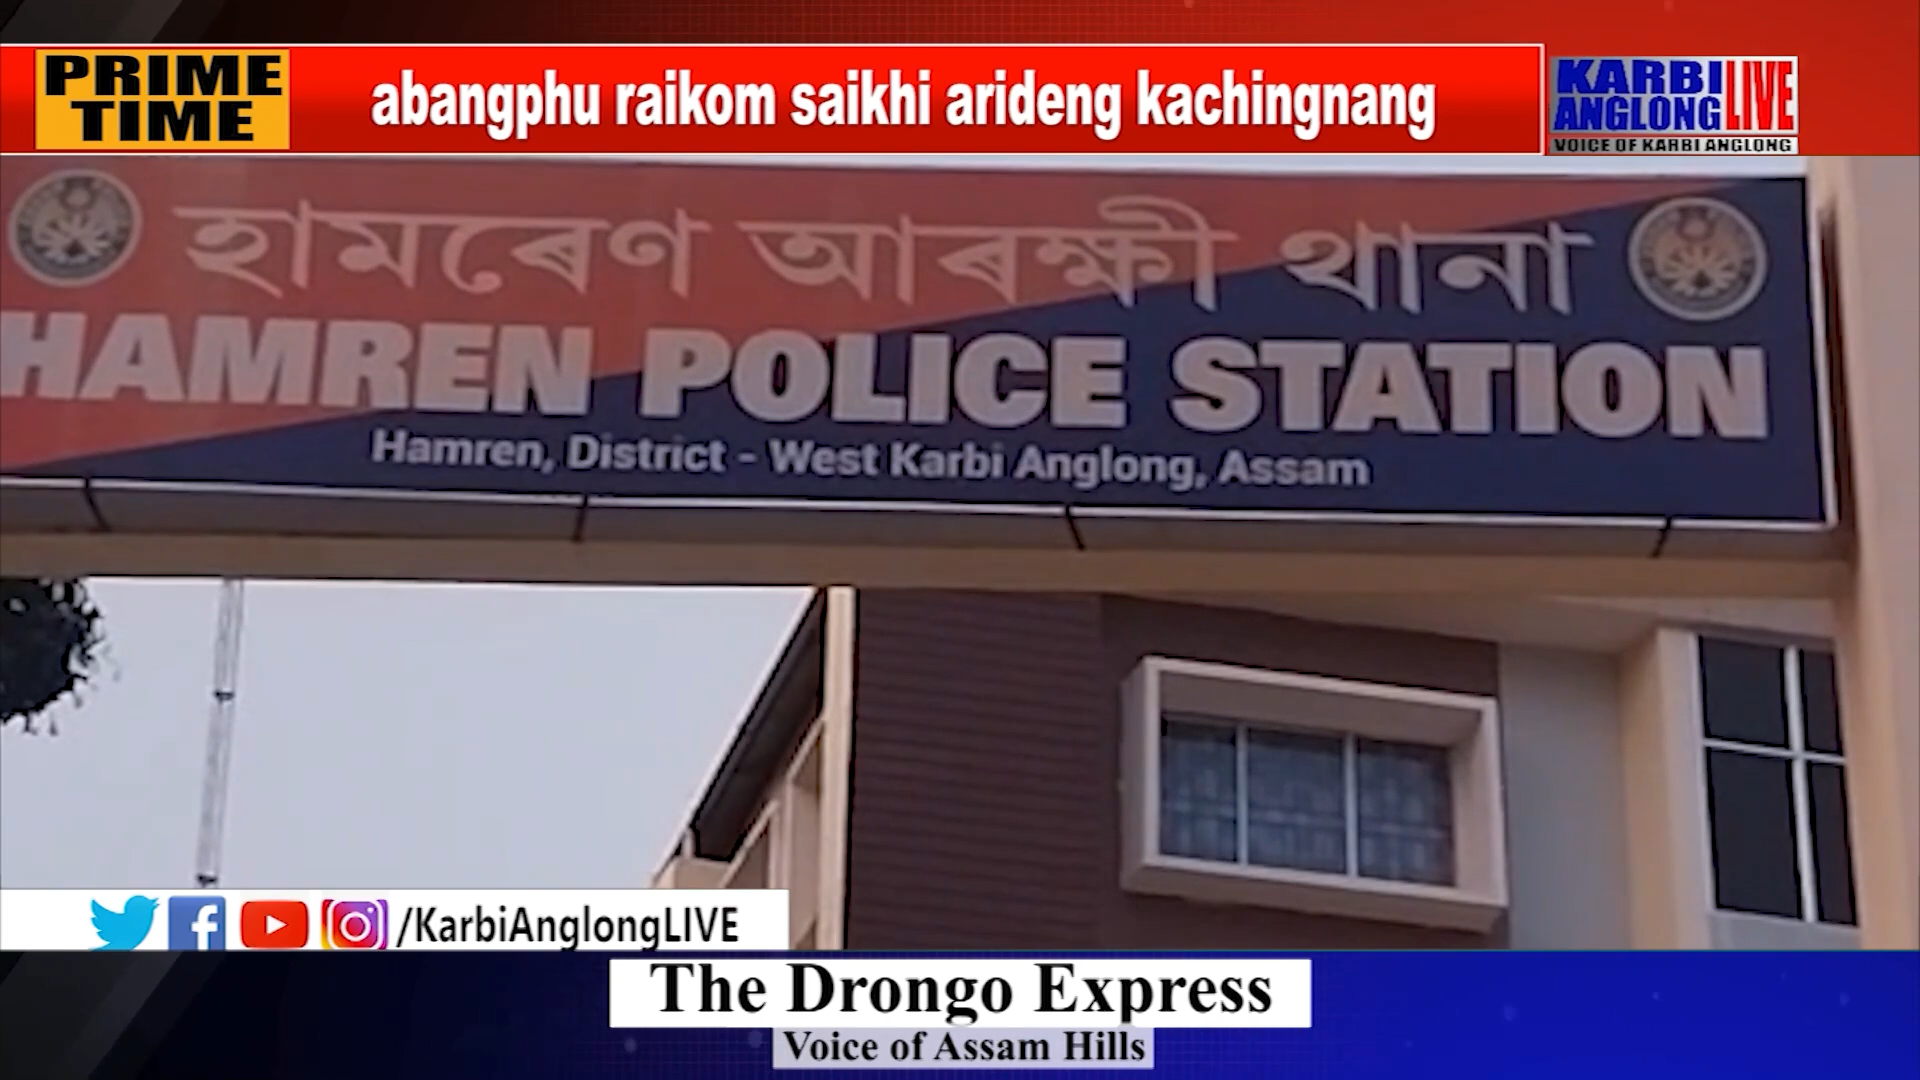 PRIME
TIME
abangphu raikom saikhi arideng kachingnang
KARBI
ANGLONG LIVE
VOICE OF KARBI ANGLONG
হামৰেণ আৰক্ষী থানা
HAMREN POLICE STATION
Hamren, District - West Karbi Anglong, Assam
/KarbiAnglongLIVE
The Drongo Express
Voice of Assam Hills